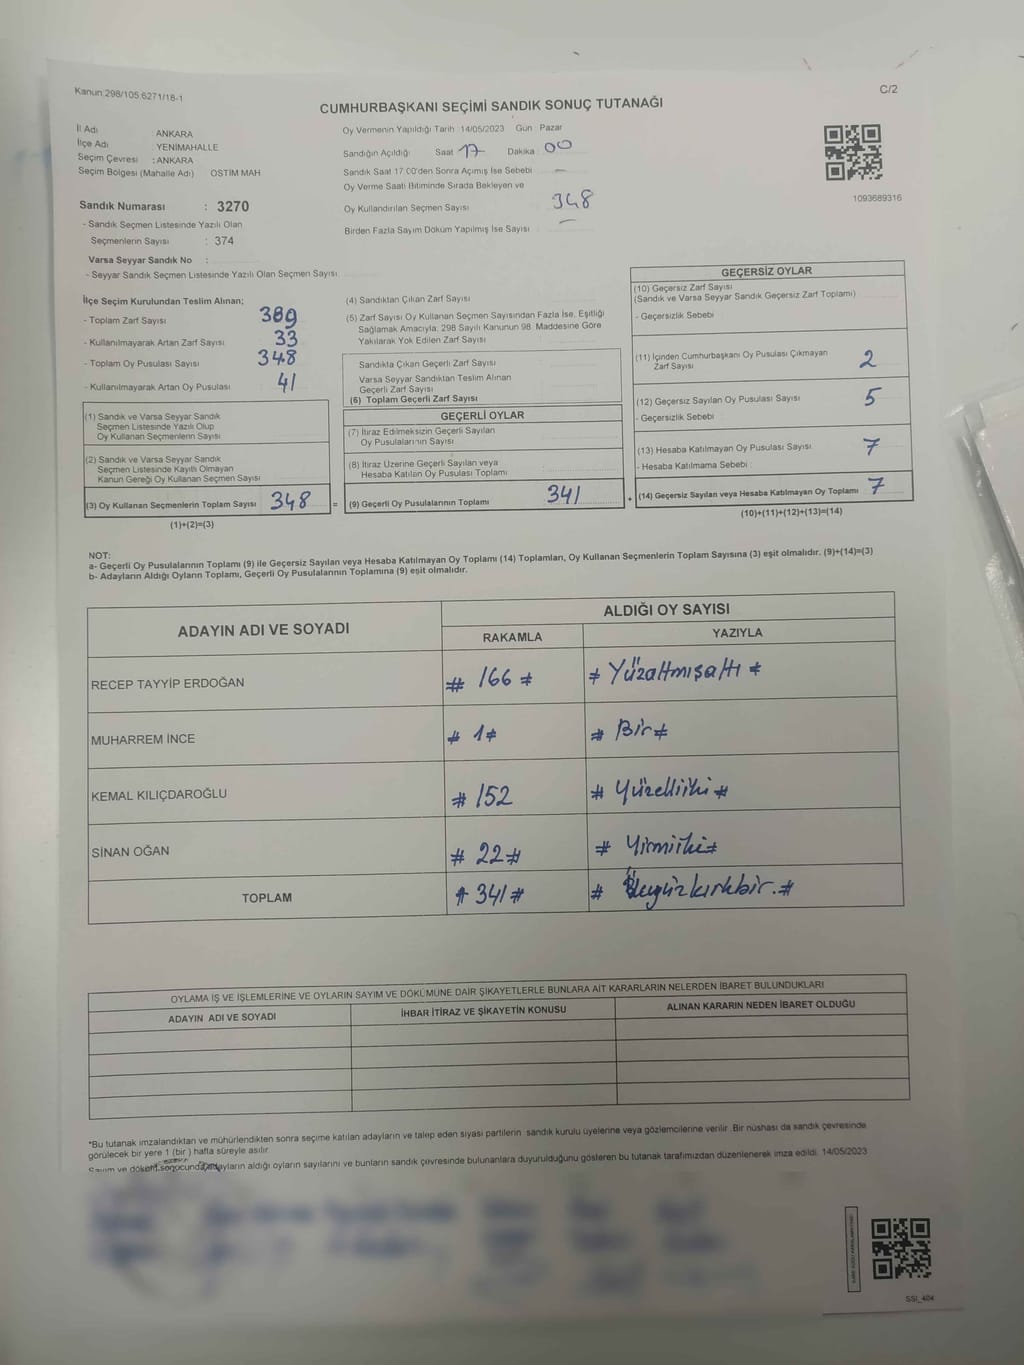 Kanun:298/105:6271/18-1
C/2
CUMHURBAŞKANI SEÇİMİ SANDIK SONUÇ TUTANAĞI
İl Adı ANKARA
İlçe Adı YENİMAHALLE
Seçim Çevresi : ANKARA
Seçim Bölgesi (Mahalle Adı) OSTİM MAH
Sandık Numarası : 3270
- Sandık Seçmen Listesinde Yazılı Olan
Seçmenlerin Sayısı : 374
Varsa Seyyar Sandık No :
- Seyyar Sandık Seçmen Listesinde Yazılı Olan Seçmen Sayısı
Oy Vermenin Yapıldığı Tarih 14/05/2023 Gün Pazar
Sandığın Açıldığı Saat 17 Dakika 00
Sandık Saat 17:00'den Sonra Açımış İse Sebebi —
Oy Verme Saati Bitiminde Sırada Bekleyen ve
Oy Kullandırılan Seçmen Sayısı 348
Birden Fazla Sayım Döküm Yapılmış İse Sayısı : —
1093689316
İlçe Seçim Kurulundan Teslim Alınan;
- Toplam Zarf Sayısı 389
- Kullanılmayarak Artan Zarf Sayısı 33
- Toplam Oy Pusulası Sayısı 348
- Kullanılmayarak Artan Oy Pusulası 41
(1) Sandık ve Varsa Seyyar Sandık
Seçmen Listesinde Yazılı Olup
Oy Kullanan Seçmenlerin Sayısı
(2) Sandık ve Varsa Seyyar Sandık
Seçmen Listesinde Kayıtlı Olmayan
Kanun Gereği Oy Kullanan Seçmen Sayısı
(3) Oy Kullanan Seçmenlerin Toplam Sayısı 348 =
(1)+(2)=(3)
(4) Sandıktan Çıkan Zarf Sayısı
(5) Zarf Sayısı Oy Kullanan Seçmen Sayısından Fazla İse, Eşitliği
Sağlamak Amacıyla, 298 Sayılı Kanunun 98. Maddesine Göre
Yakılarak Yok Edilen Zarf Sayısı
Sandıkta Çıkan Geçerli Zarf Sayısı
Varsa Seyyar Sandıktan Teslim Alınan
Geçerli Zarf Sayısı
(6) Toplam Geçerli Zarf Sayısı
GEÇERLİ OYLAR
(7) İtiraz Edilmeksizin Geçerli Sayılan
Oy Pusulalarının Sayısı
(8) İtiraz Üzerine Geçerli Sayılan veya
Hesaba Katılan Oy Pusulası Toplamı
(9) Geçerli Oy Pusulalarının Toplamı 341 +
GEÇERSİZ OYLAR
(10) Geçersiz Zarf Sayısı
(Sandık ve Varsa Seyyar Sandık Geçersiz Zarf Toplamı)
- Geçersizlik Sebebi
(11) İçinden Cumhurbaşkanı Oy Pusulası Çıkmayan
Zarf Sayısı 2
(12) Geçersiz Sayılan Oy Pusulası Sayısı 5
- Geçersizlik Sebebi
(13) Hesaba Katılmayan Oy Pusulası Sayısı 7
- Hesaba Katılmama Sebebi :
(14) Geçersiz Sayılan veya Hesaba Katılmayan Oy Toplamı 7
(10)+(11)+(12)+(13)=(14)
NOT:
a- Geçerli Oy Pusulalarının Toplamı (9) ile Geçersiz Sayılan veya Hesaba Katılmayan Oy Toplamı (14) Toplamları, Oy Kullanan Seçmenlerin Toplam Sayısına (3) eşit olmalıdır. (9)+(14)=(3)
b- Adayların Aldığı Oyların Toplamı, Geçerli Oy Pusulalarının Toplamına (9) eşit olmalıdır.
ADAYIN ADI VE SOYADI
ALDIĞI OY SAYISI
RAKAMLA YAZIYLA
RECEP TAYYİP ERDOĞAN # 166 # # Yüzaltmışaltı #
MUHARREM İNCE # 1 # # Bir #
KEMAL KILIÇDAROĞLU # 152 # Yüzelliiki #
SİNAN OĞAN # 22 # # Yirmiiki #
TOPLAM # 341 # # Üçyüzkırkbir. #
OYLAMA İŞ VE İŞLEMLERİNE VE OYLARIN SAYIM VE DÖKÜMÜNE DAİR ŞİKAYETLERLE BUNLARA AİT KARARLARIN NELERDEN İBARET BULUNDUKLARI
ADAYIN ADI VE SOYADI İHBAR İTİRAZ VE ŞİKAYETİN KONUSU ALINAN KARARIN NEDEN İBARET OLDUĞU
*Bu tutanak imzalandıktan ve mühürlendikten sonra seçime katılan adayların ve talep eden siyasi partilerin sandık kurulu üyelerine veya gözlemcilerine verilir. Bir nüshası da sandık çevresinde
görülecek bir yere 1 (bir) hafta süreyle asılır.
Sayım ve döküm sonucunda adayların aldığı oyların sayılarını ve bunların sandık çevresinde bulunanlara duyurulduğunu gösteren bu tutanak tarafımızdan düzenlenerek imza edildi. 14/05/2023
SSI_404